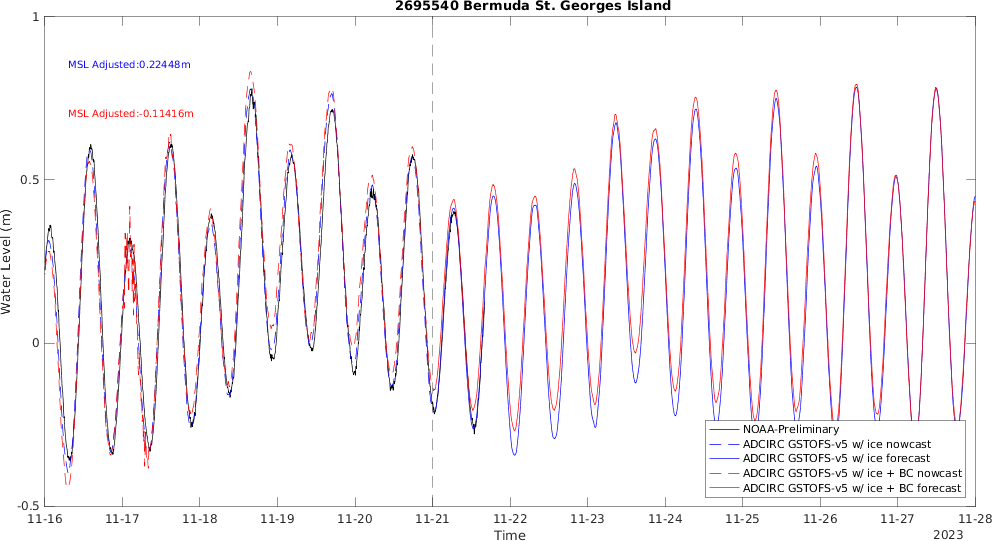 2695540 Bermuda St. Georges Island
1
0.5
0
-0.5
Water Level (m)
MSL Adjusted:0.22448m
MSL Adjusted:-0.11416m
NOAA-Preliminary
ADCIRC GSTOFS-v5 w/ ice nowcast
ADCIRC GSTOFS-v5 w/ ice forecast
ADCIRC GSTOFS-v5 w/ ice + BC nowcast
ADCIRC GSTOFS-v5 w/ ice + BC forecast
11-16 11-17 11-18 11-19 11-20 11-21 11-22 11-23 11-24 11-25 11-26 11-27 11-28
Time
2023